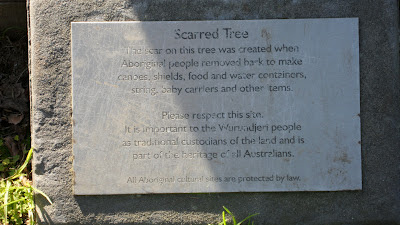 Scarred Tree
The scar on this tree was created when
Aboriginal people removed bark to make
canoes, shields, food and water containers,
string, baby carriers and other items.
Please respect this site.
It is important to the Wurundjeri people
as traditional custodians of the land and is
part of the heritage of all Australians.
All Aboriginal cultural sites are protected by law.